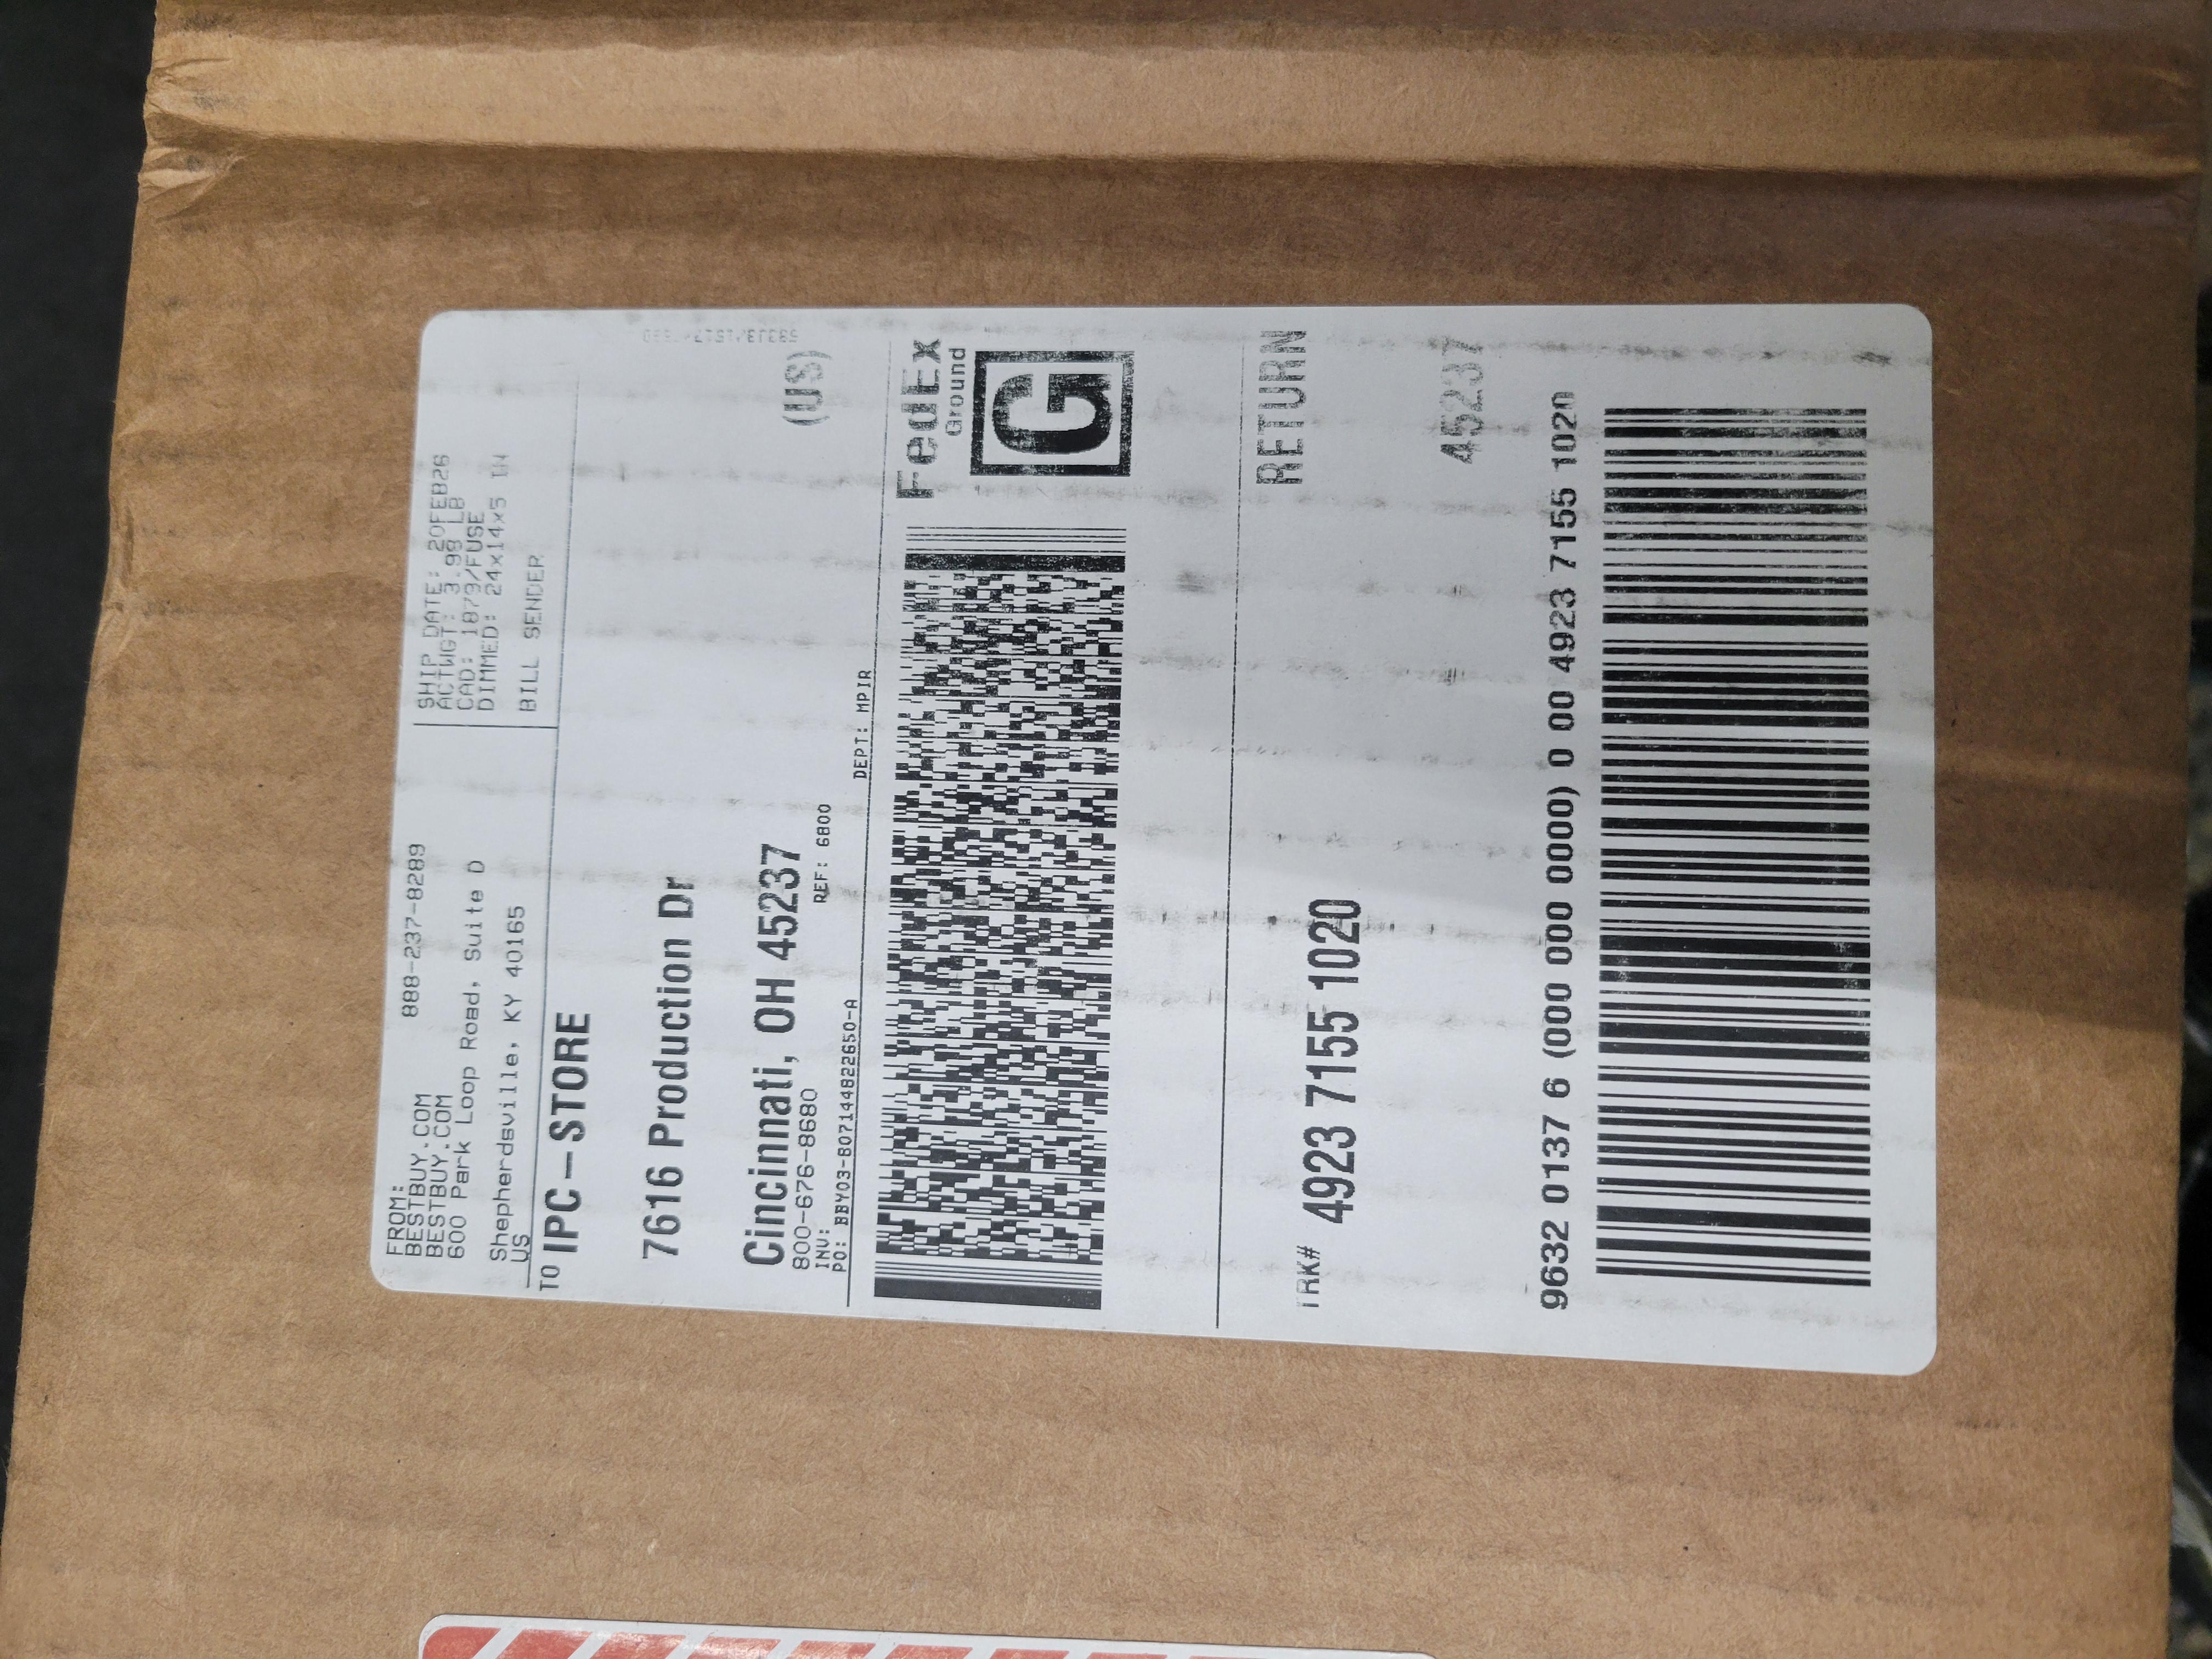 FROM:
BESTBUY.COM 888-237-8289
BESTBUY.COM
600 Park Loop Road, Suite D
Shepherdsville, KY 40165
US
SHIP DATE: 20FEB26
ACTWGT: 3.99 LB
CAD: 1879/FUSE
DIMMED: 24x14x5 IN
BILL SENDER
TO IPC-STORE
7616 Production Dr
Cincinnati, OH 45237 (US)
800-676-8680 REF: 6800
INV:
PO: BBY03-807144822650-A DEPT: MPIR
FedEx
Ground
G
RETURN
TRK# 4923 7155 1020
45237
9632 0137 6 (000 000 0000) 0 00 4923 7155 1020